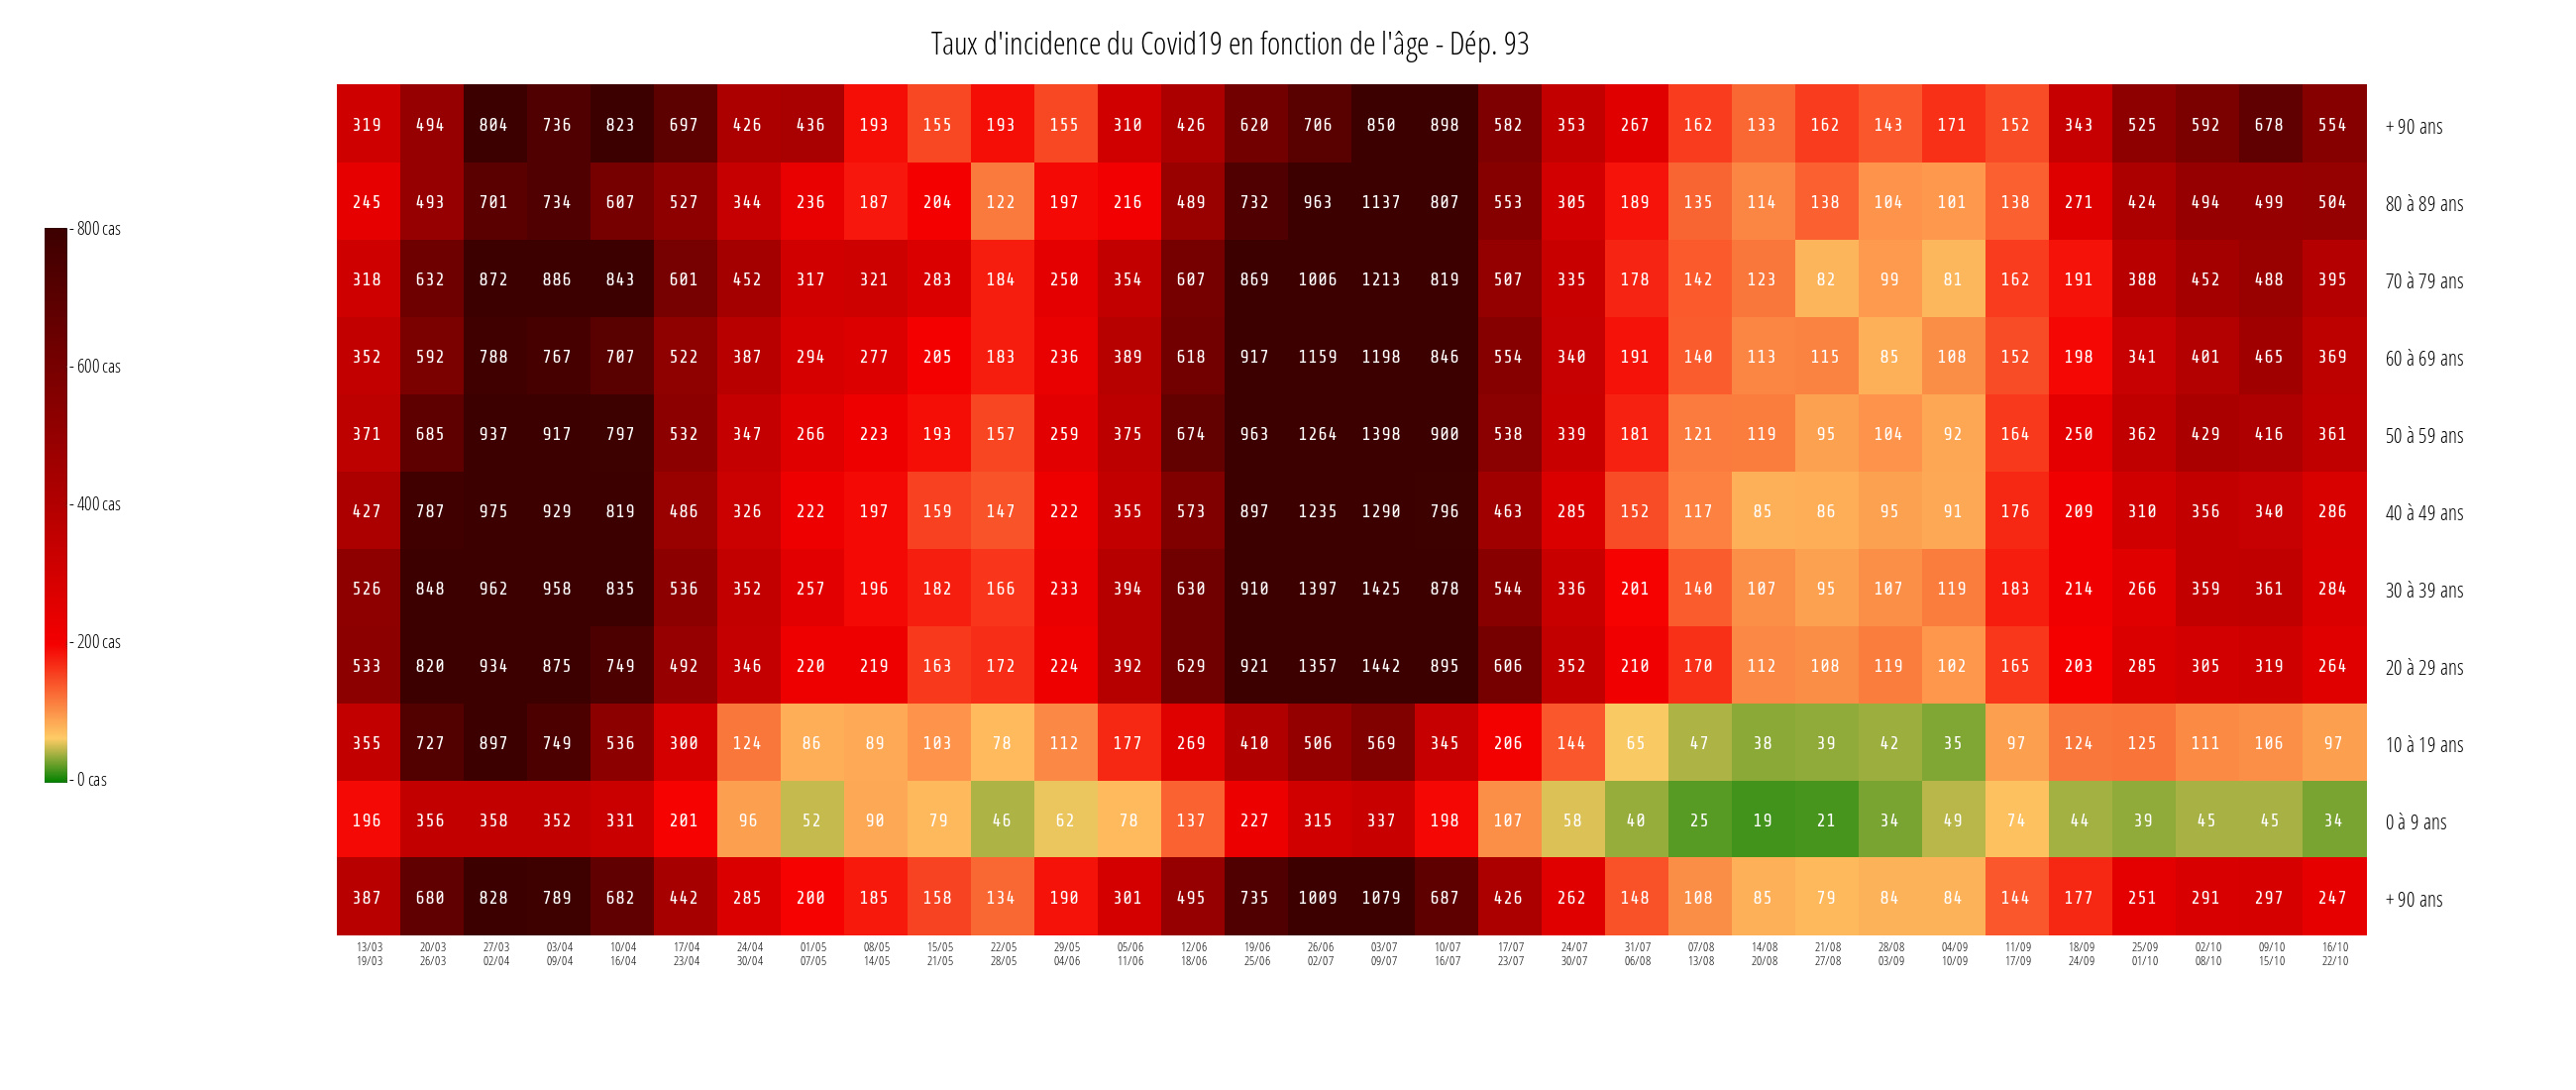 Taux d'incidence du Covid19 en fonction de l'âge - Dép. 93
- 800 cas
- 600 cas
- 400 cas
- 200 cas
- 0 cas
319 494 804 736 823 697 426 436 193 155 193 155 310 426 620 706 850 898 582 353 267 162 133 162 143 171 152 343 525 592 678 554 + 90 ans
245 493 701 734 607 527 344 236 187 204 122 197 216 489 732 963 1137 807 553 305 189 135 114 138 104 101 138 271 424 494 499 504 80 à 89 ans
318 632 872 886 843 601 452 317 321 283 184 250 354 607 869 1006 1213 819 507 335 178 142 123 82 99 81 162 191 388 452 488 395 70 à 79 ans
352 592 788 767 707 522 387 294 277 205 183 236 389 618 917 1159 1198 846 554 340 191 140 113 115 85 108 152 198 341 401 465 369 60 à 69 ans
371 685 937 917 797 532 347 266 223 193 157 259 375 674 963 1264 1398 900 538 339 181 121 119 95 104 92 164 250 362 429 416 361 50 à 59 ans
427 787 975 929 819 486 326 222 197 159 147 222 355 573 897 1235 1290 796 463 285 152 117 85 86 95 91 176 209 310 356 340 286 40 à 49 ans
526 848 962 958 835 536 352 257 196 182 166 233 394 630 910 1397 1425 878 544 336 201 140 107 95 107 119 183 214 266 359 361 284 30 à 39 ans
533 820 934 875 749 492 346 220 219 163 172 224 392 629 921 1357 1442 895 606 352 210 170 112 108 119 102 165 203 285 305 319 264 20 à 29 ans
355 727 897 749 536 300 124 86 89 103 78 112 177 269 410 506 569 345 206 144 65 47 38 39 42 35 97 124 125 111 106 97 10 à 19 ans
196 356 358 352 331 201 96 52 90 79 46 62 78 137 227 315 337 198 107 58 40 25 19 21 34 49 74 44 39 45 45 34 0 à 9 ans
387 680 828 789 682 442 285 200 185 158 134 190 301 495 735 1009 1079 687 426 262 148 108 85 79 84 84 144 177 251 291 297 247 + 90 ans
13/03 20/03 27/03 03/04 10/04 17/04 24/04 01/05 08/05 15/05 22/05 29/05 05/06 12/06 19/06 26/06 03/07 10/07 17/07 24/07 31/07 07/08 14/08 21/08 28/08 04/09 11/09 18/09 25/09 02/10 09/10 16/10
19/03 26/03 02/04 09/04 16/04 23/04 30/04 07/05 14/05 21/05 28/05 04/06 11/06 18/06 25/06 02/07 09/07 16/07 23/07 30/07 06/08 13/08 20/08 27/08 03/09 10/09 17/09 24/09 01/10 08/10 15/10 22/10